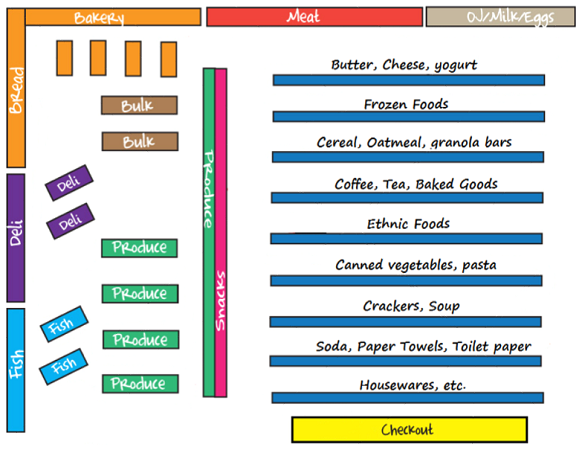 Bakery
Meat
OJ/Milk/Eggs
Bread
Butter, Cheese, yogurt
Bulk
Frozen Foods
Bulk
Cereal, Oatmeal, granola bars
Produce
Deli
Deli
Coffee, Tea, Baked Goods
Deli
Ethnic Foods
Produce
Canned vegetables, pasta
Produce
Snacks
Crackers, Soup
Fish
Fish
Produce
Soda, Paper Towels, Toilet paper
Fish
Produce
Housewares, etc.
Checkout